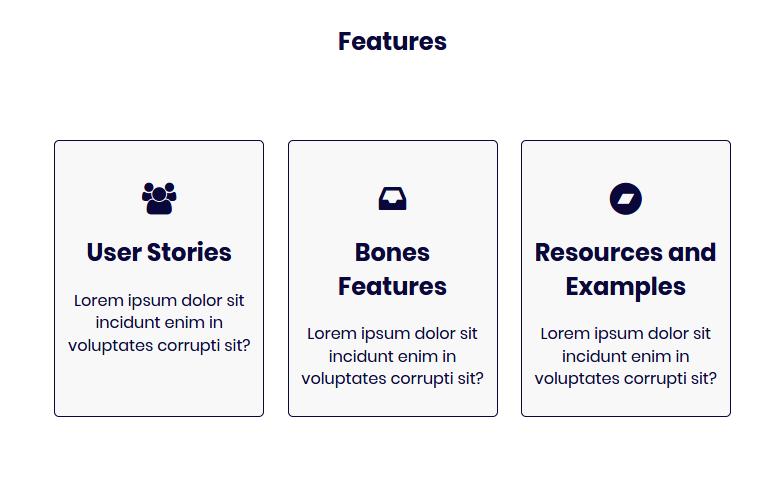 Features
User Stories
Lorem ipsum dolor sit
incidunt enim in
voluptates corrupti sit?
Bones
Features
Lorem ipsum dolor sit
incidunt enim in
voluptates corrupti sit?
Resources and
Examples
Lorem ipsum dolor sit
incidunt enim in
voluptates corrupti sit?